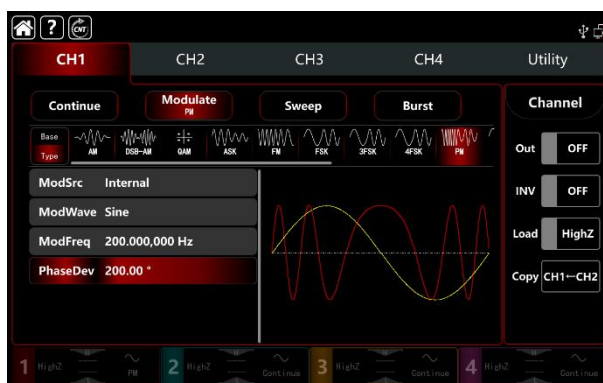 ? CNT
CH1 CH2 CH3 CH4 Utility
Continue Modulate Sweep Burst Channel
PM
Base
Type AM DSB-AM QAM ASK FM FSK 3FSK 4FSK PM
Out OFF
ModSrc Internal
INV OFF
ModWave Sine
ModFreq 200.000,000 Hz
Load HighZ
PhaseDev 200.00 °
Copy CH1←CH2
1 HighZ PM 2 HighZ Continue 3 HighZ Continue 4 HighZ Continue